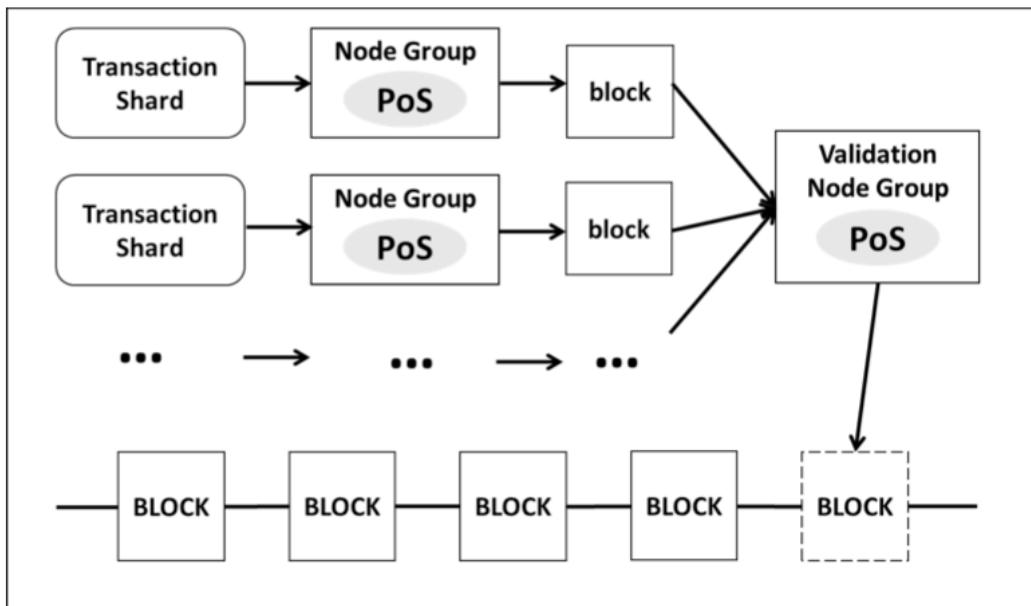 Transaction
Shard
Node Group
PoS
block
Transaction
Shard
Node Group
PoS
block
Validation
Node Group
PoS
... ... ...
BLOCK BLOCK BLOCK BLOCK BLOCK